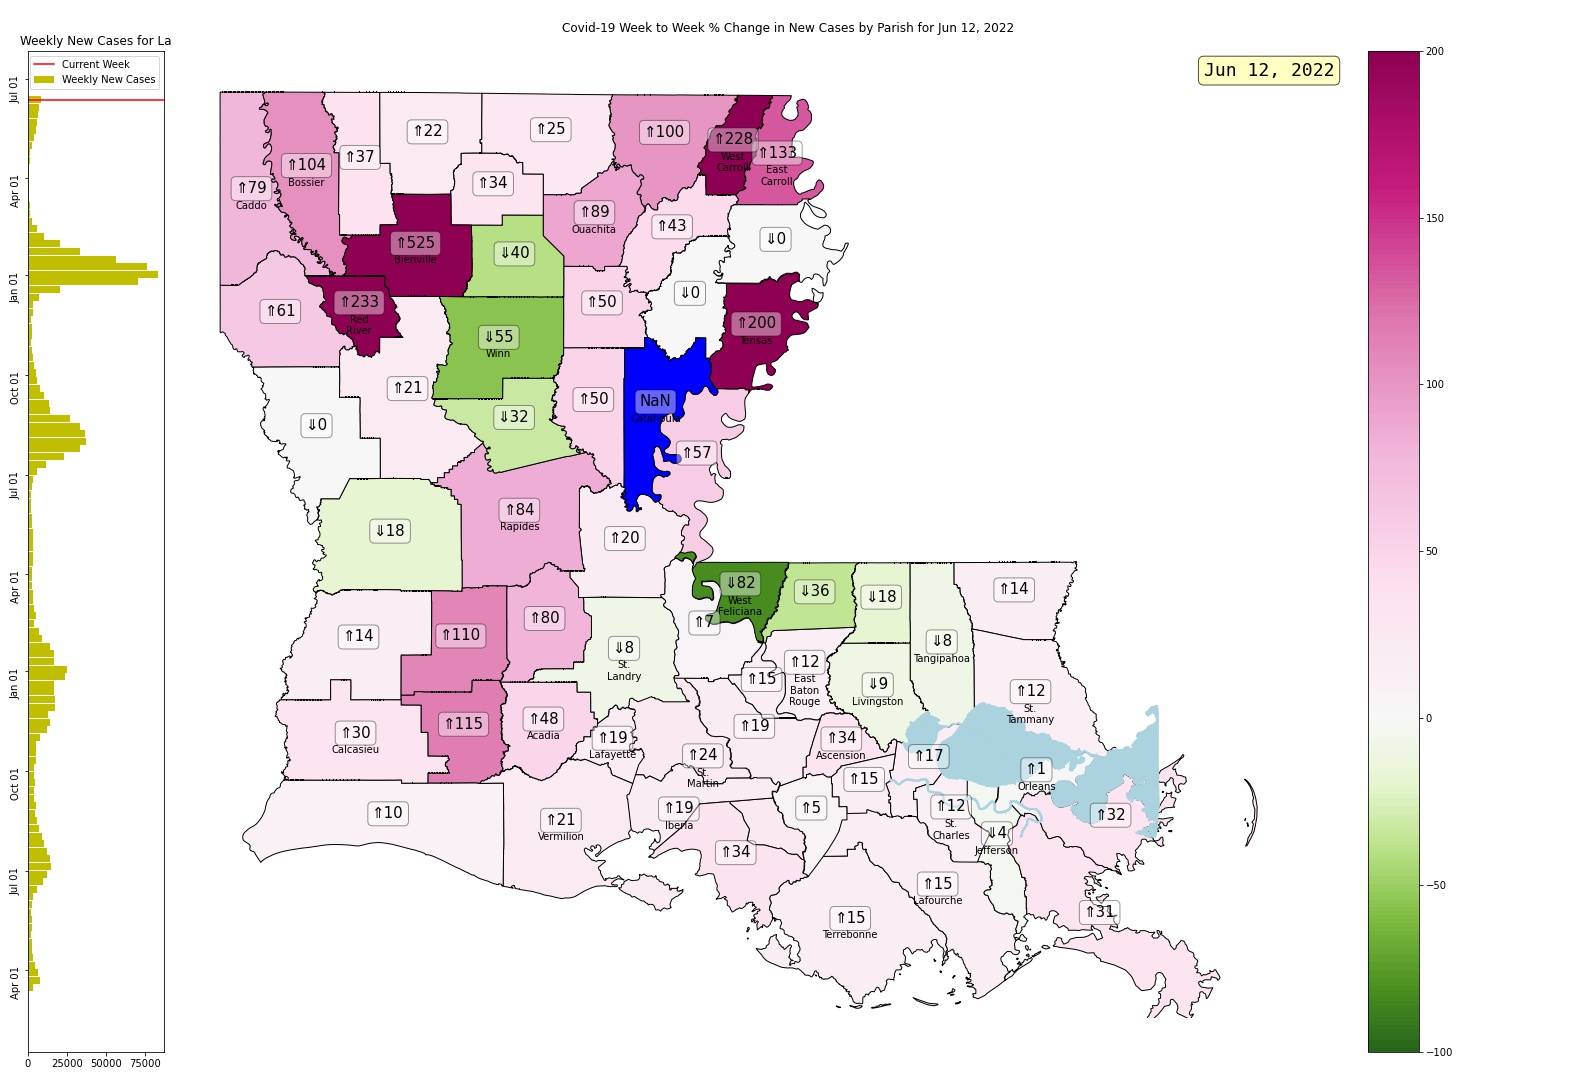 Covid-19 Week to Week % Change in New Cases by Parish for Jun 12, 2022
Weekly New Cases for La
Current Week
Weekly New Cases
Jul 01
Apr 01
Jan 01
Oct 01
Jul 01
Apr 01
Jan 01
Oct 01
Jul 01
Apr 01
0 25000 50000 75000
Jun 12, 2022
⇑79
Caddo
⇑104
Bossier
⇑37
⇑22
⇑25
⇑34
⇑100
⇑228
West
Carroll
⇑133
East
Carroll
⇑89
Ouachita
⇑43
⇓0
⇑525
Bienville
⇓40
⇑61
⇑233
Red
River
⇑50
⇓0
⇑200
Tensas
⇓55
Winn
⇑21
⇑50
NaN
Catahoula
⇓0
⇓32
⇑57
⇓18
⇑84
Rapides
⇑20
⇓82
West
Feliciana
⇓36
⇓18
⇑14
⇑14
⇑110
⇑80
⇓8
St.
Landry
⇑7
⇓8
Tangipahoa
⇑15
⇑12
East
Baton
Rouge
⇓9
Livingston
⇑12
St.
Tammany
⇑30
Calcasieu
⇑115
⇑48
Acadia
⇑19
Lafayette
⇑24
St.
Martin
⇑19
⇑34
Ascension
⇑17
⇑15
⇑1
Orleans
⇑10
⇑21
Vermilion
⇑19
Iberia
⇑5
⇑12
St.
Charles
⇓4
Jefferson
⇑32
⇑34
⇑15
Lafourche
⇑15
Terrebonne
⇑31
200
150
100
50
0
−50
−100